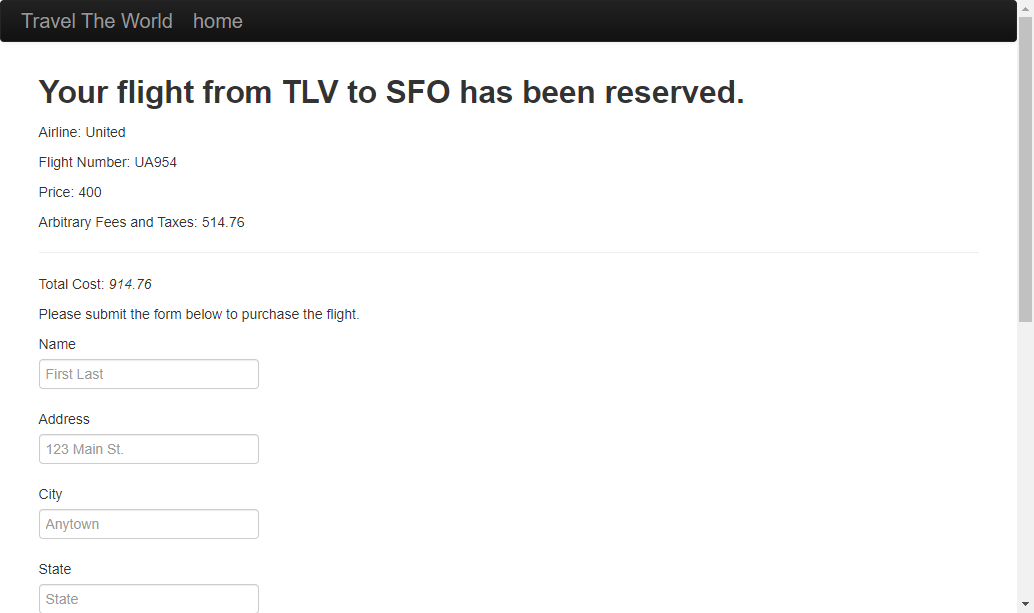 Travel The World home
Your flight from TLV to SFO has been reserved.
Airline: United
Flight Number: UA954
Price: 400
Arbitrary Fees and Taxes: 514.76
Total Cost: 914.76
Please submit the form below to purchase the flight.
Name
First Last
Address
123 Main St.
City
Anytown
State
State